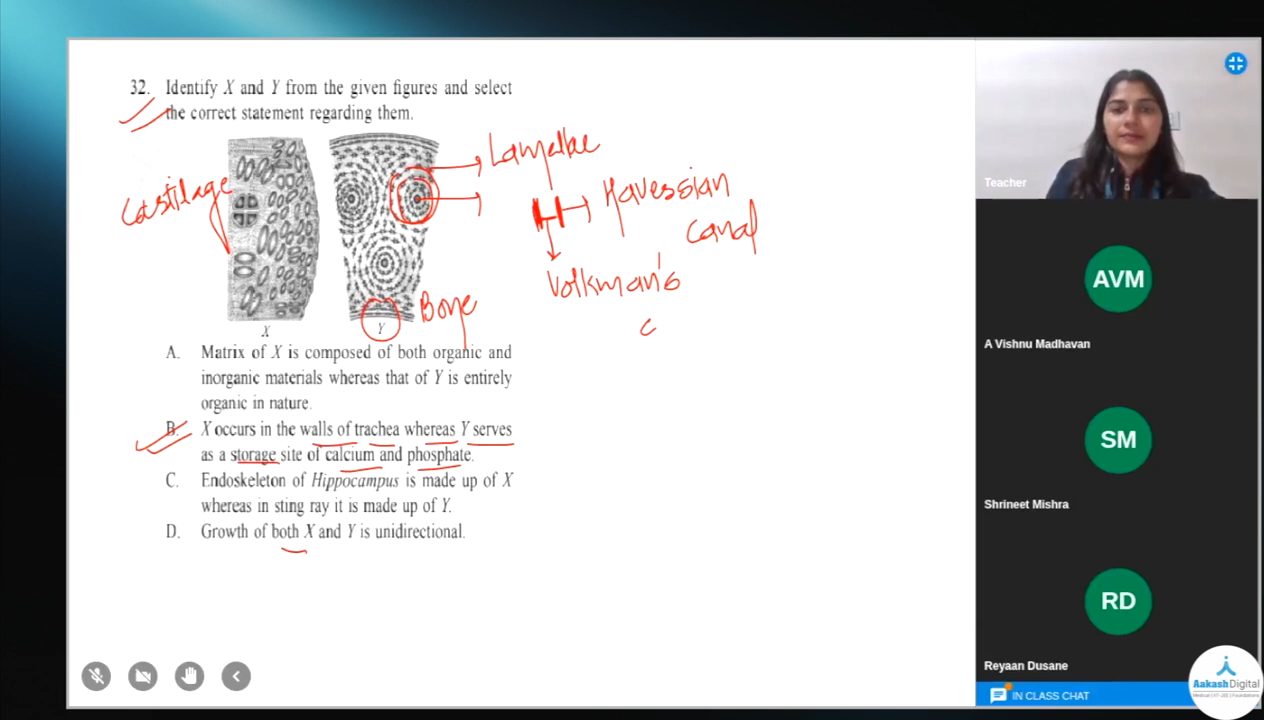 32. Identify X and Y from the given figures and select
the correct statement regarding them.
Lamellae
Cartilage
Haversian
canal
Volkman's
c
Bone
X
Y
A. Matrix of X is composed of both organic and
inorganic materials whereas that of Y is entirely
organic in nature.
B. X occurs in the walls of trachea whereas Y serves
as a storage site of calcium and phosphate.
C. Endoskeleton of Hippocampus is made up of X
whereas in sting ray it is made up of Y.
D. Growth of both X and Y is unidirectional.
Teacher
AVM
A Vishnu Madhavan
SM
Shrineet Mishra
RD
Reyaan Dusane
IN CLASS CHAT
AakashDigital